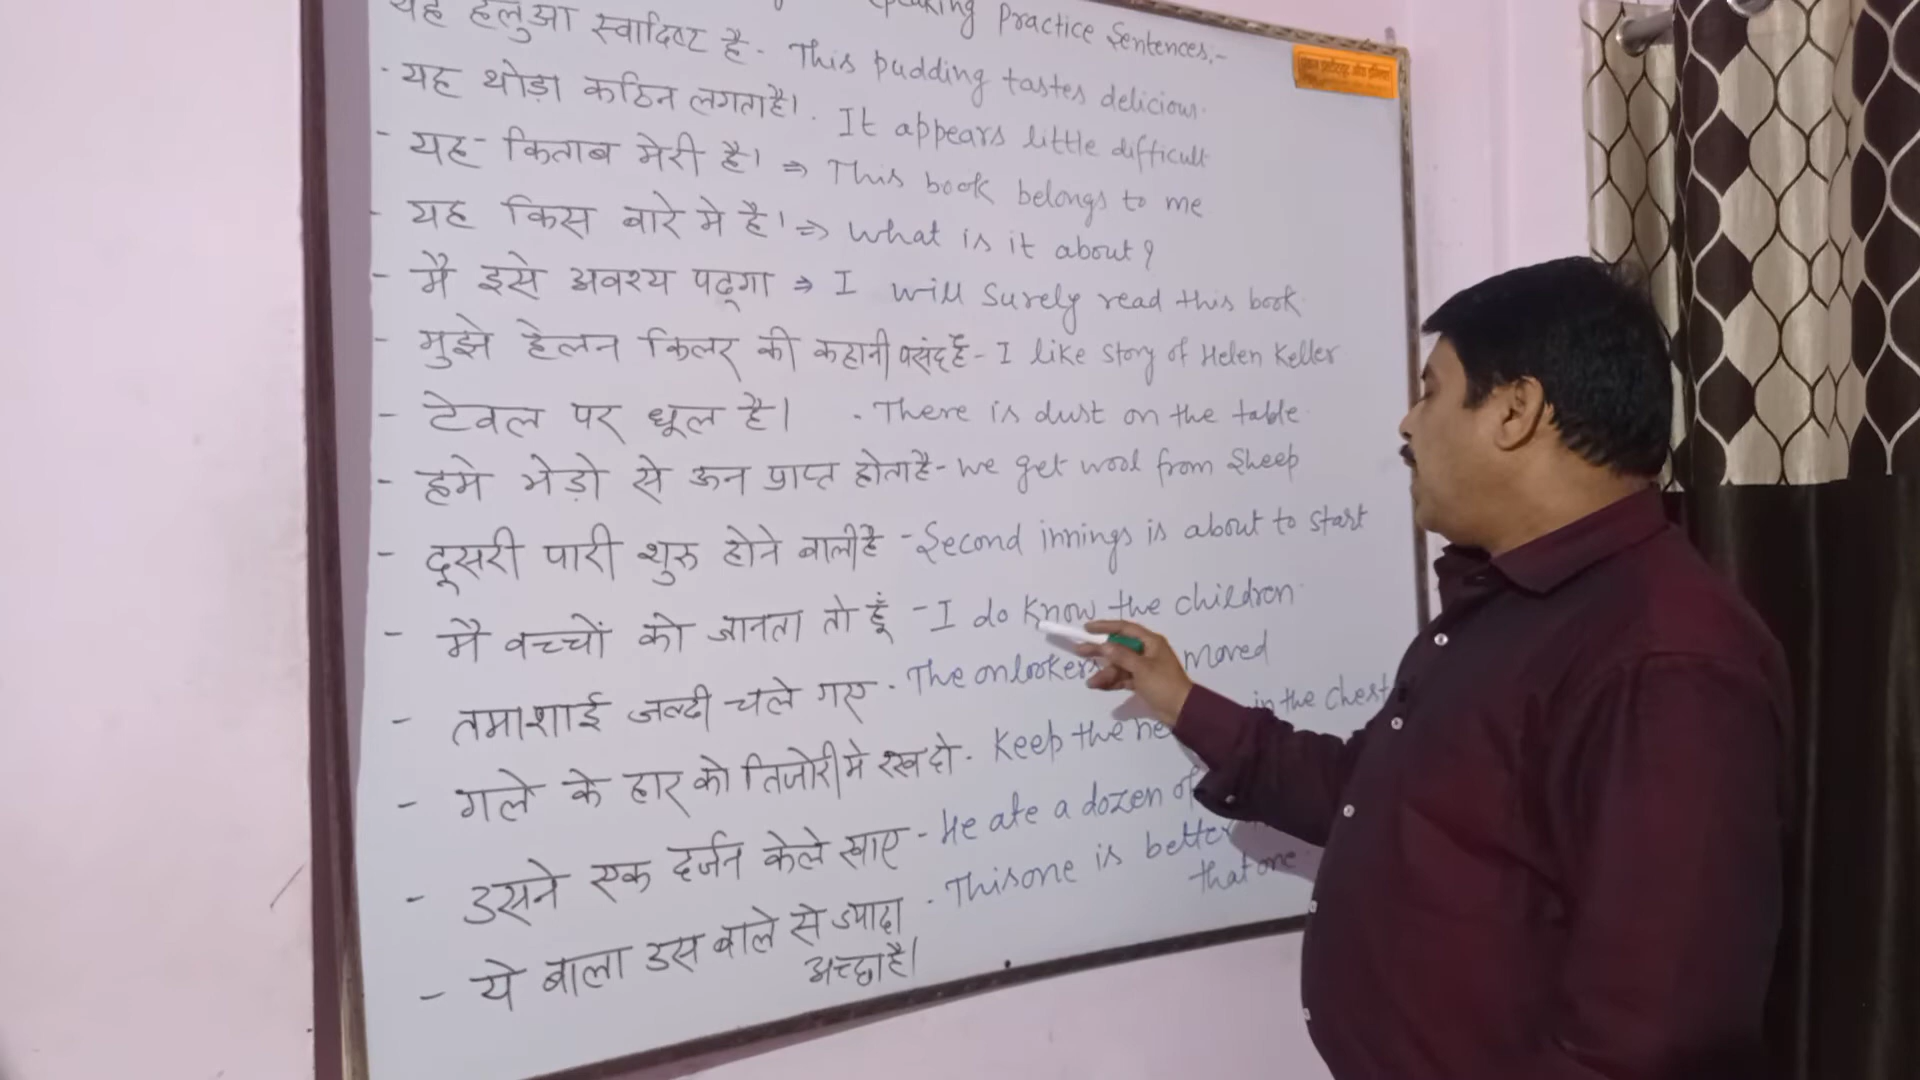 Speaking Practice Sentences:-
यह हलुआ स्वादिष्ट है - This pudding tastes delicious.
- यह थोड़ा कठिन लगता है। . It appears little difficult
- यह किताब मेरी है। ⇒ This book belongs to me
- यह किस बारे मे है। ⇒ What is it about?
- मै इसे अवश्य पढूगा ⇒ I will surely read this book.
- मुझे हेलन किलर की कहानी पसंद है - I like story of Helen Keller
- टेवल पर धूल है। . There is dust on the table.
- हमे भेड़ो से ऊन प्राप्त होता है - We get wool from Sheep
- दूसरी पारी शुरु होने वाली है - Second innings is about to start
- मै बच्चों को जानता तो हूँ - I do know the children.
- तमाशाई जल्दी चले गए - The onlookers moved
- गले के हार को तिजोरी मे रख दो - Keep the in the chest
- उसने एक दर्जन केले खाए - He ate a dozen of
- ये वाला उस वाले से ज्यादा अच्छा है। - This one is better that one.